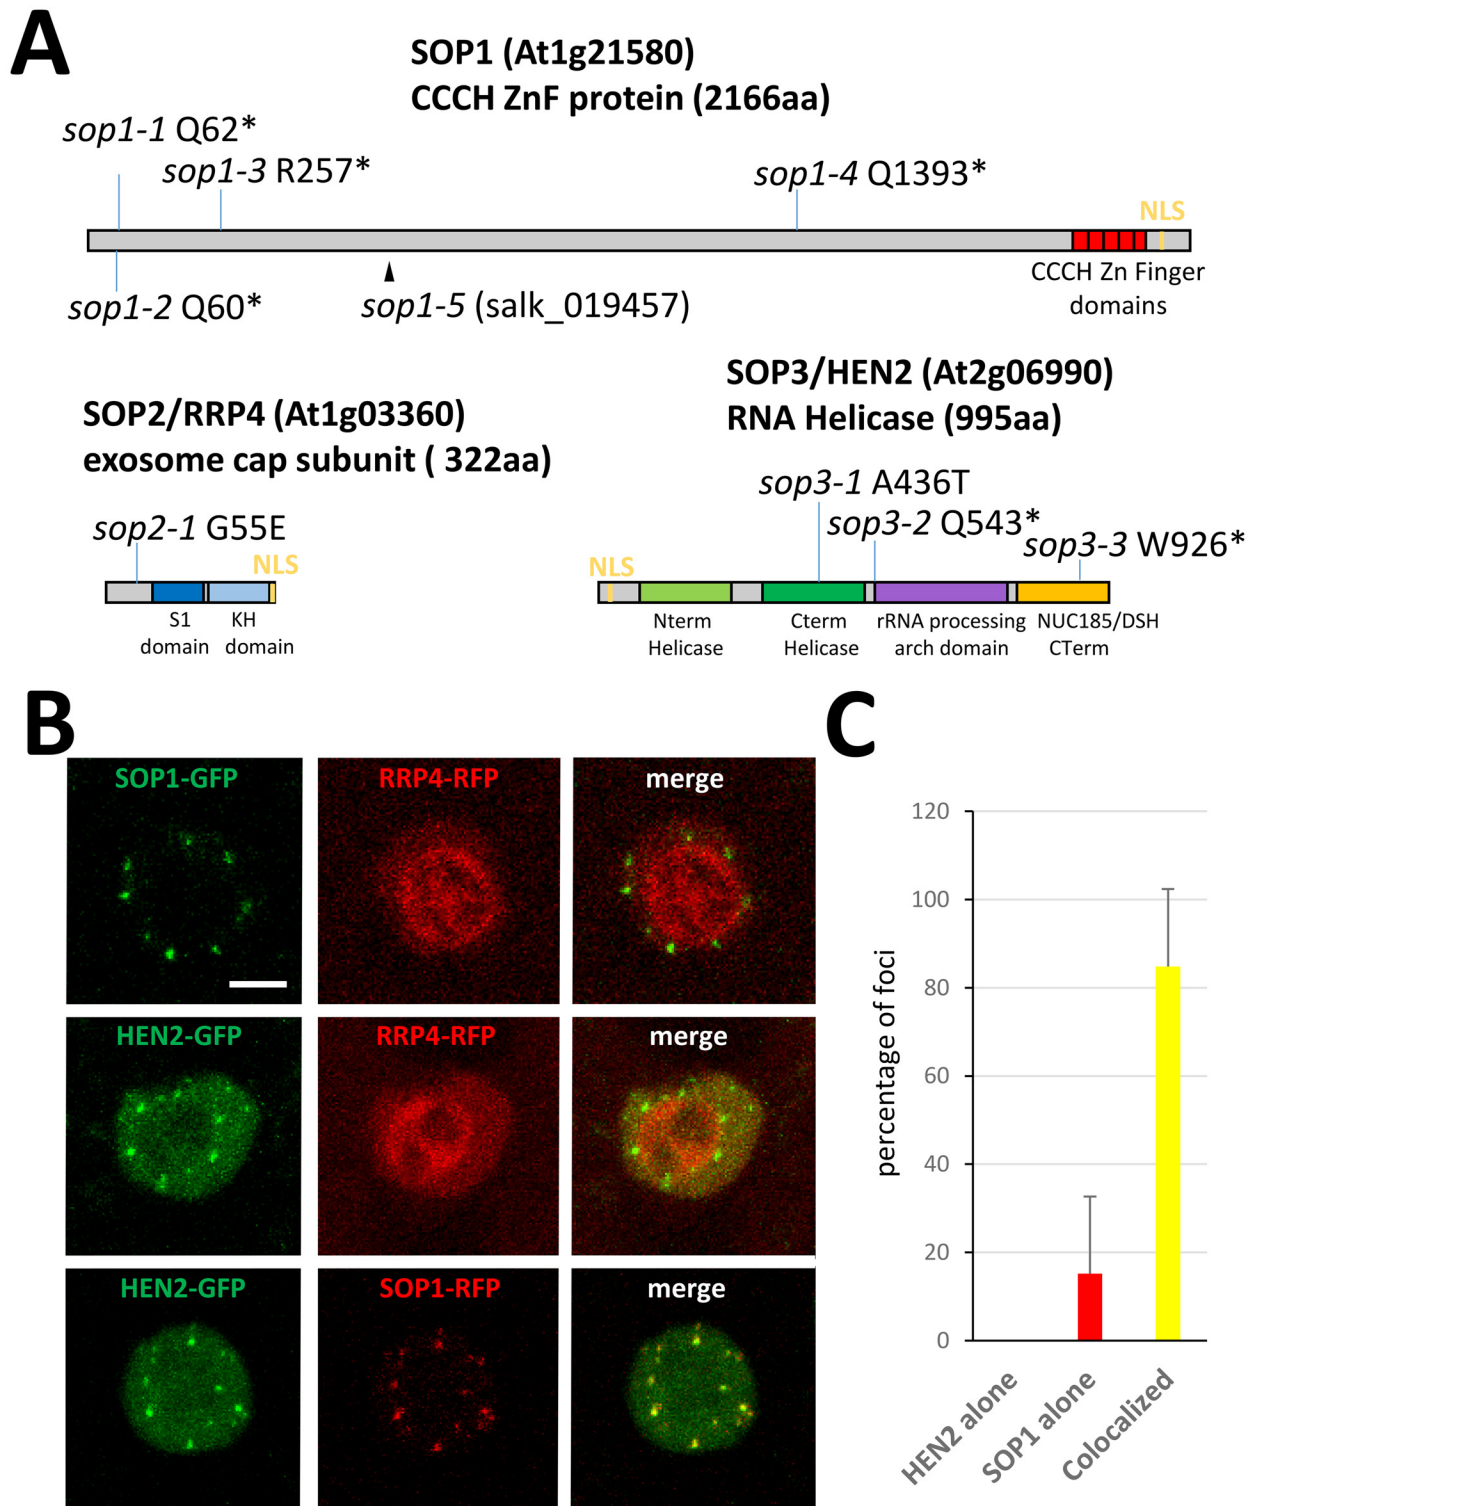 A
SOP1 (At1g21580)
CCCH ZnF protein (2166aa)
sop1-1 Q62*
sop1-3 R257*
sop1-4 Q1393*
NLS
CCCH Zn Finger
domains
sop1-2 Q60*
sop1-5 (salk_019457)
SOP2/RRP4 (At1g03360)
exosome cap subunit ( 322aa)
sop2-1 G55E
NLS
S1
domain
KH
domain
SOP3/HEN2 (At2g06990)
RNA Helicase (995aa)
sop3-1 A436T
sop3-2 Q543*
sop3-3 W926*
NLS
Nterm
Helicase
Cterm
Helicase
rRNA processing
arch domain
NUC185/DSH
CTerm
B
SOP1-GFP
RRP4-RFP
merge
HEN2-GFP
RRP4-RFP
merge
HEN2-GFP
SOP1-RFP
merge
C
percentage of foci
120
100
80
60
40
20
0
HEN2 alone
SOP1 alone
Colocalized